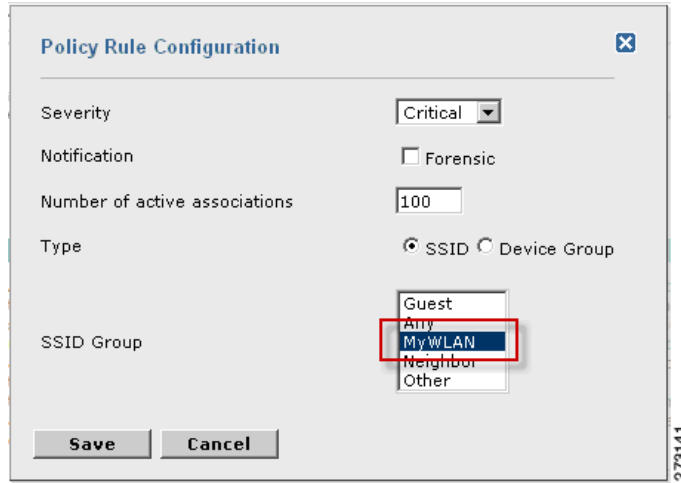 Policy Rule Configuration
Severity
Critical
Notification
Forensic
Number of active associations
100
Type
SSID
Device Group
SSID Group
Guest
Any
MyWLAN
Neighbor
Other
Save
Cancel
273141